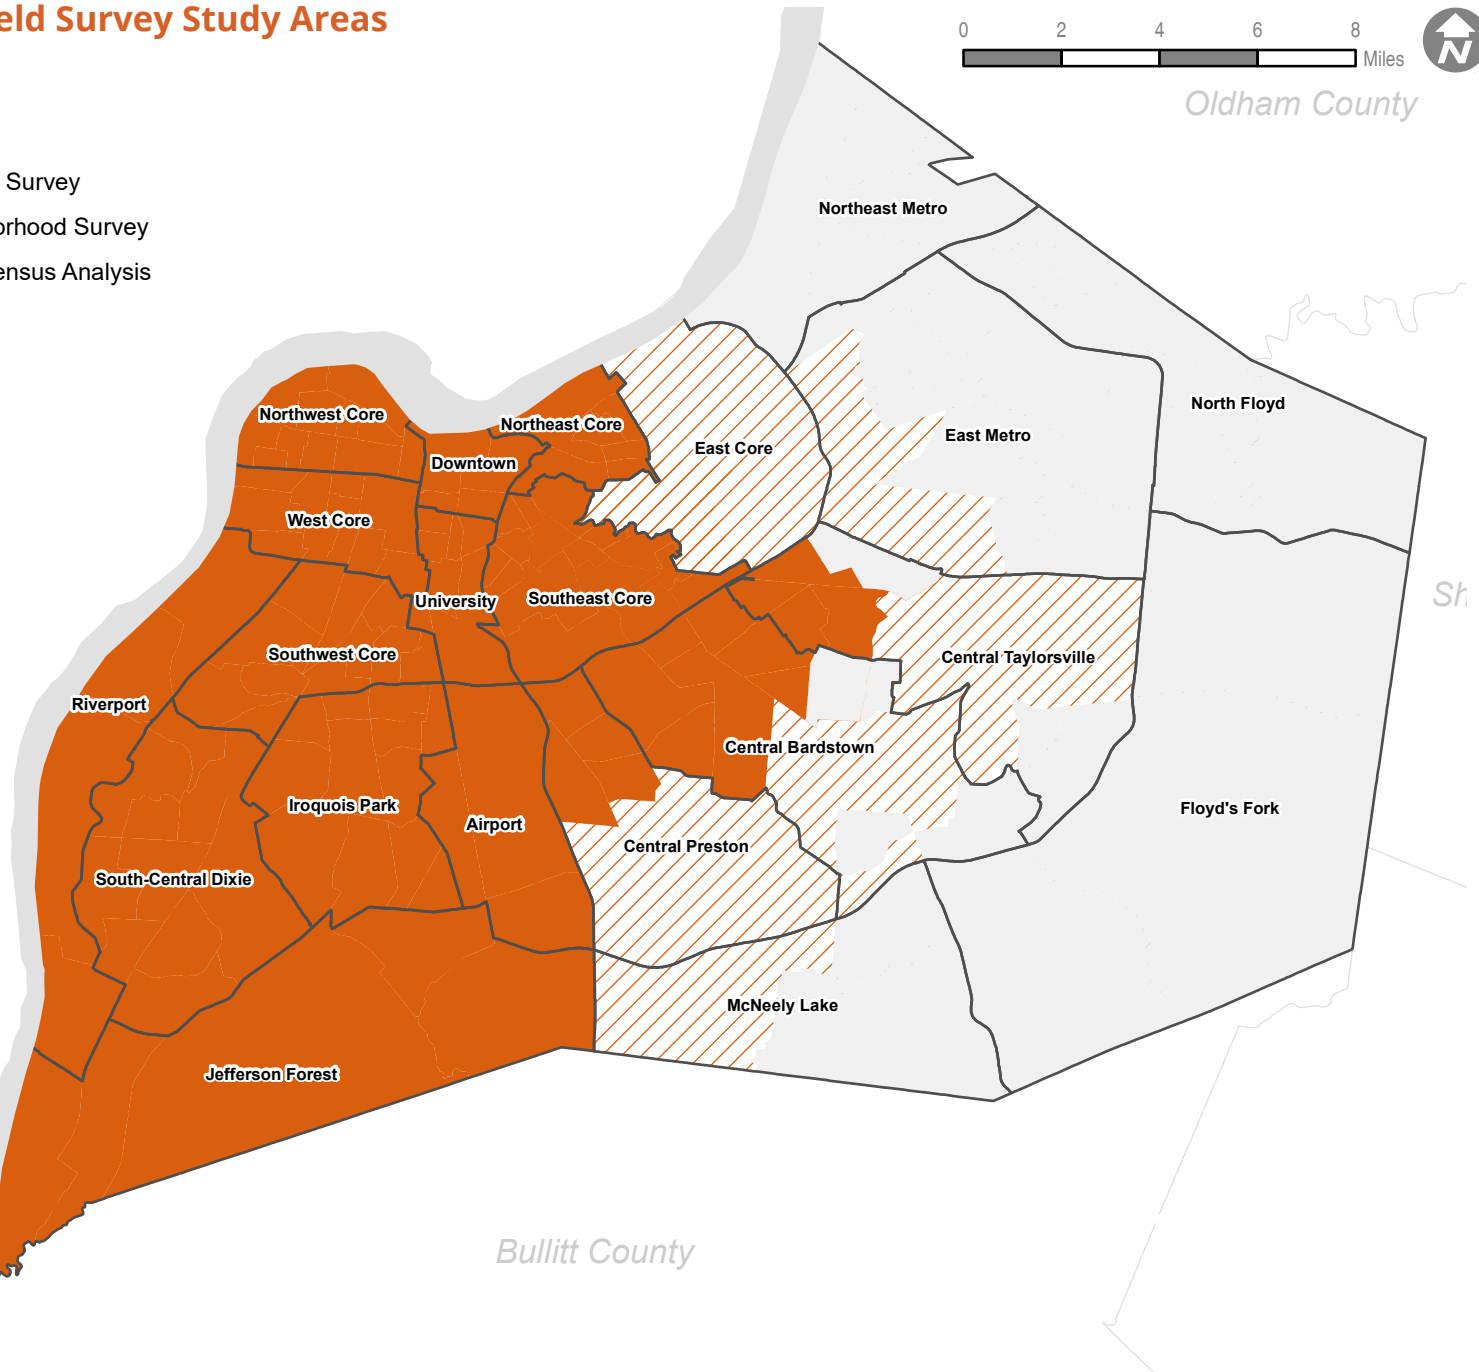 eld Survey Study Areas
0 2 4 6 8
Miles
N
Oldham County
Survey
orhood Survey
ensus Analysis
Northeast Metro
North Floyd
Northwest Core
Northeast Core
East Metro
East Core
Downtown
West Core
Sh
University
Southeast Core
Southwest Core
Central Taylorsville
Riverport
Central Bardstown
Iroquois Park
Floyd's Fork
Airport
Central Preston
South-Central Dixie
McNeely Lake
Jefferson Forest
Bullitt County